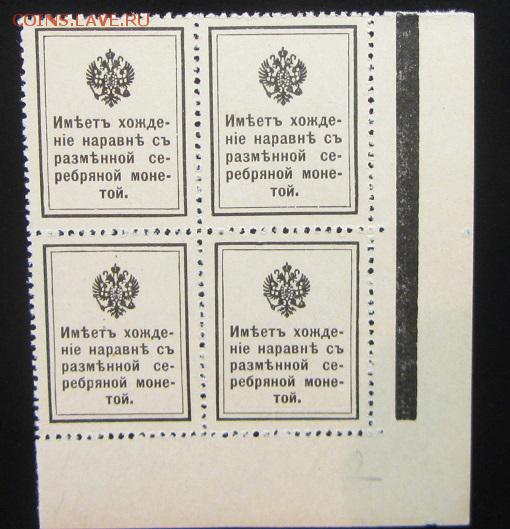 COINS.LAVE.RU
Имѣетъ хожде-
ніе наравнѣ съ
размѣнной се-
ребряной моне-
той.
Имѣетъ хожде-
ніе наравнѣ съ
размѣнной се-
ребряной моне-
той.
Имѣетъ хожде-
ніе наравнѣ съ
размѣнной се-
ребряной моне-
той.
Имѣетъ хожде-
ніе наравнѣ съ
размѣнной се-
ребряной моне-
той.
2